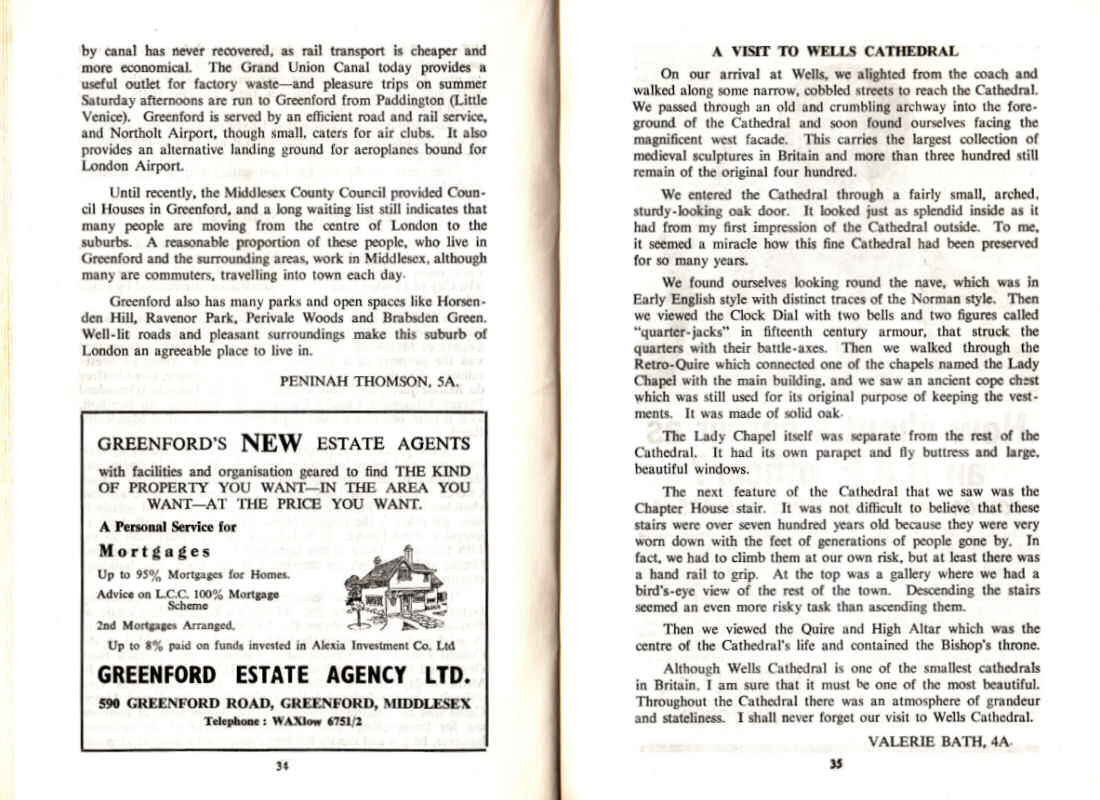 by canal has never recovered, as rail transport is cheaper and
more economical. The Grand Union Canal today provides a
useful outlet for factory waste—and pleasure trips on summer
Saturday afternoons are run to Greenford from Paddington (Little
Venice). Greenford is served by an efficient road and rail service,
and Northolt Airport, though small, caters for air clubs. It also
provides an alternative landing ground for aeroplanes bound for
London Airport.
Until recently, the Middlesex County Council provided Coun-
cil Houses in Greenford, and a long waiting list still indicates that
many people are moving from the centre of London to the
suburbs. A reasonable proportion of these people, who live in
Greenford and the surrounding areas, work in Middlesex, although
many are commuters, travelling into town each day.
Greenford also has many parks and open spaces like Horsen-
den Hill, Ravenor Park, Perivale Woods and Brabsden Green.
Well-lit roads and pleasant surroundings make this suburb of
London an agreeable place to live in.
PENINAH THOMSON, 5A.
GREENFORD'S NEW ESTATE AGENTS
with facilities and organisation geared to find THE KIND
OF PROPERTY YOU WANT—IN THE AREA YOU
WANT—AT THE PRICE YOU WANT.
A Personal Service for
Mortgages
Up to 95% Mortgages for Homes.
Advice on L.C.C. 100% Mortgage
Scheme
2nd Mortgages Arranged.
Up to 8% paid on funds invested in Alexia Investment Co. Ltd
GREENFORD ESTATE AGENCY LTD.
590 GREENFORD ROAD, GREENFORD, MIDDLESEX
Telephone : WAXlow 6751/2
34
A VISIT TO WELLS CATHEDRAL
On our arrival at Wells, we alighted from the coach and
walked along some narrow, cobbled streets to reach the Cathedral.
We passed through an old and crumbling archway into the fore-
ground of the Cathedral and soon found ourselves facing the
magnificent west facade. This carries the largest collection of
medieval sculptures in Britain and more than three hundred still
remain of the original four hundred.
We entered the Cathedral through a fairly small, arched,
sturdy-looking oak door. It looked just as splendid inside as it
had from my first impression of the Cathedral outside. To me,
it seemed a miracle how this fine Cathedral had been preserved
for so many years.
We found ourselves looking round the nave, which was in
Early English style with distinct traces of the Norman style. Then
we viewed the Clock Dial with two bells and two figures called
"quarter-jacks" in fifteenth century armour, that struck the
quarters with their battle-axes. Then we walked through the
Retro-Quire which connected one of the chapels named the Lady
Chapel with the main building, and we saw an ancient cope chest
which was still used for its original purpose of keeping the vest-
ments. It was made of solid oak.
The Lady Chapel itself was separate from the rest of the
Cathedral. It had its own parapet and fly buttress and large,
beautiful windows.
The next feature of the Cathedral that we saw was the
Chapter House stair. It was not difficult to believe that these
stairs were over seven hundred years old because they were very
worn down with the feet of generations of people gone by. In
fact, we had to climb them at our own risk, but at least there was
a hand rail to grip. At the top was a gallery where we had a
bird's-eye view of the rest of the town. Descending the stairs
seemed an even more risky task than ascending them.
Then we viewed the Quire and High Altar which was the
centre of the Cathedral's life and contained the Bishop's throne.
Although Wells Cathedral is one of the smallest cathedrals
in Britain, I am sure that it must be one of the most beautiful.
Throughout the Cathedral there was an atmosphere of grandeur
and stateliness. I shall never forget our visit to Wells Cathedral.
VALERIE BATH, 4A.
35